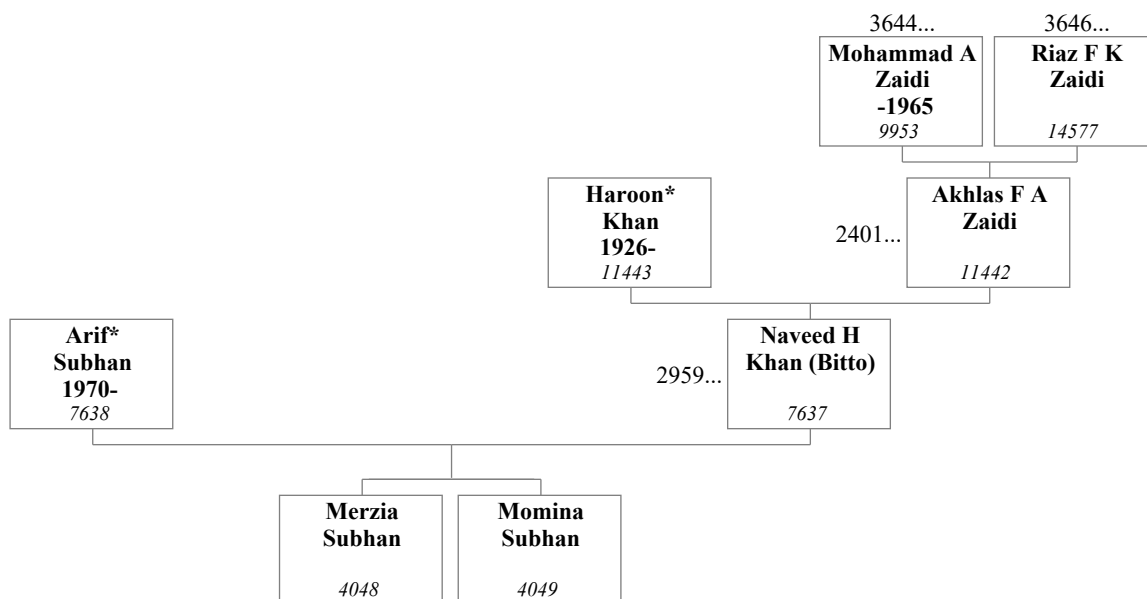 3644...
3646...
Mohammad A
Zaidi
-1965
9953
Riaz F K
Zaidi
14577
Haroon*
Khan
1926-
11443
2401...
Akhlas F A
Zaidi
11442
Arif*
Subhan
1970-
7638
2959...
Naveed H
Khan (Bitto)
7637
Merzia
Subhan
4048
Momina
Subhan
4049